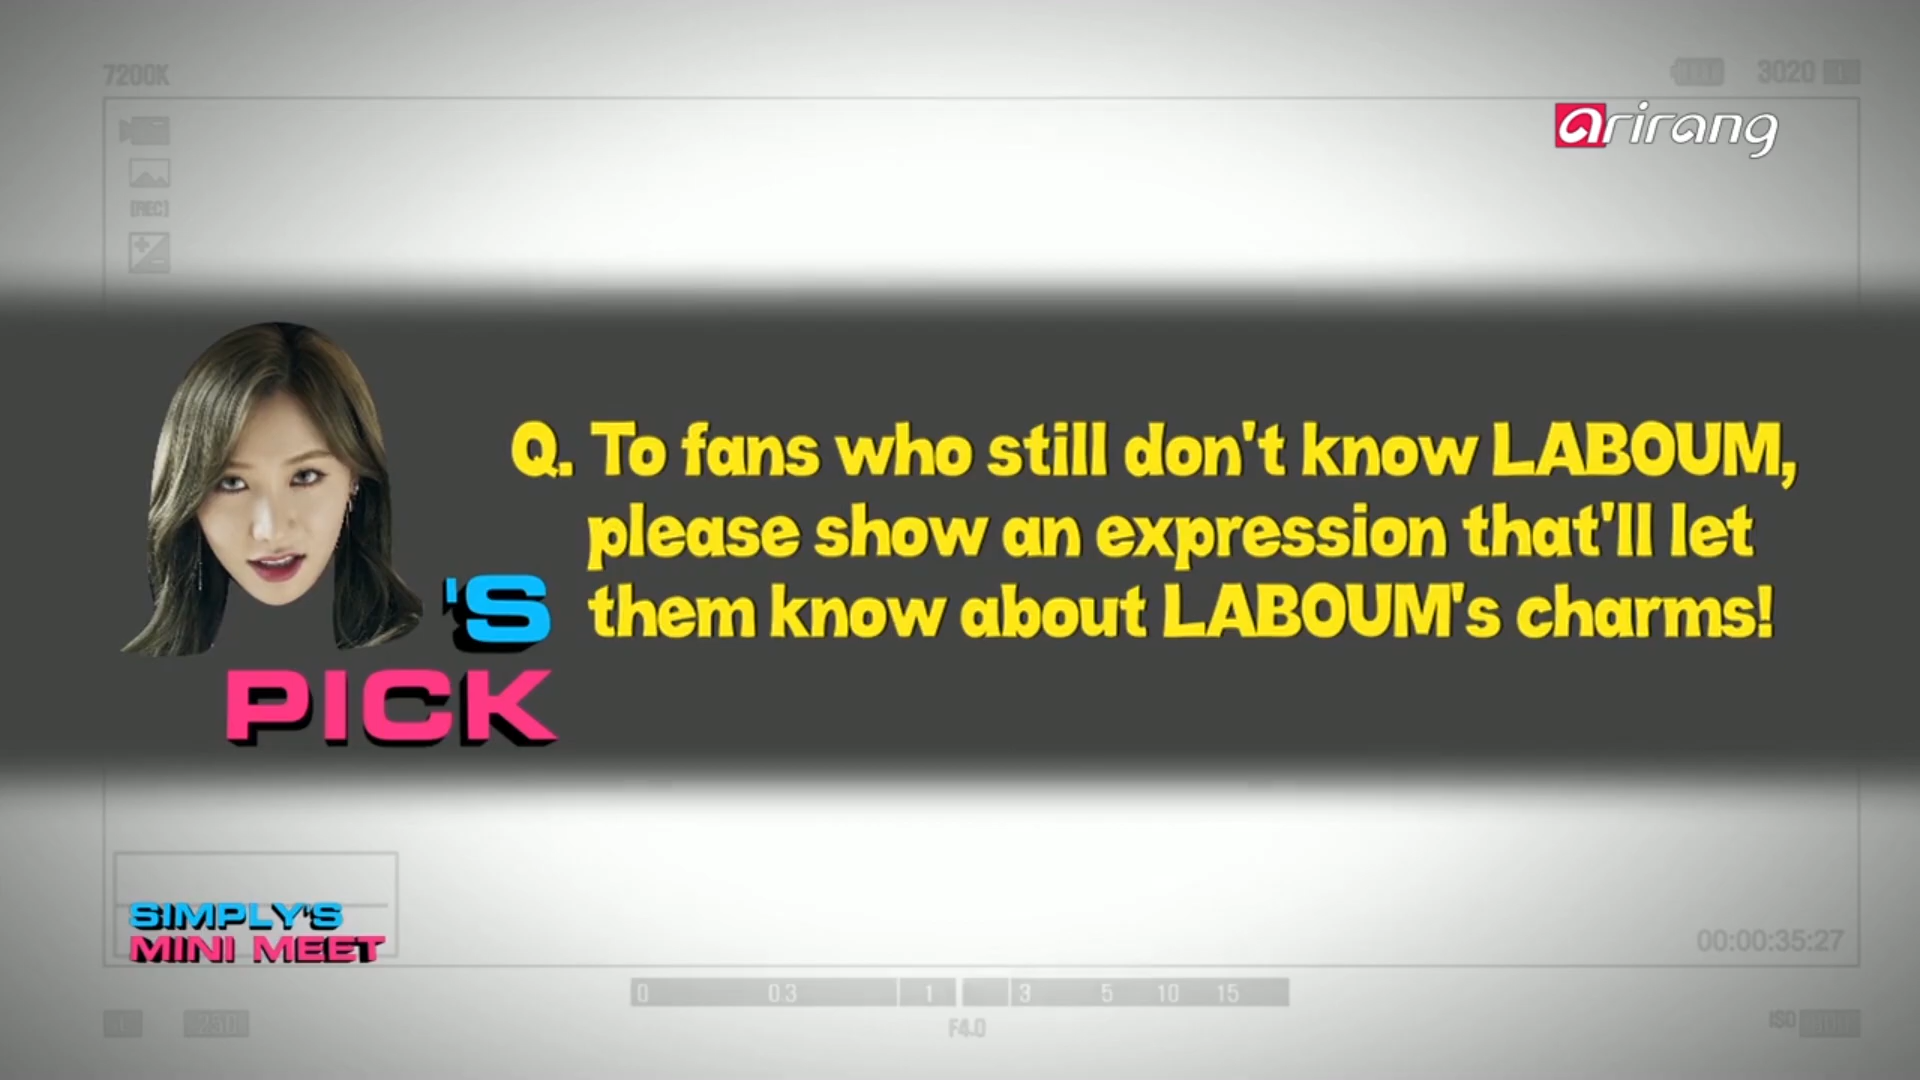 7200K
3020
arirang
[REC]
Q. To fans who still don't know LABOUM,
please show an expression that'll let
them know about LABOUM's charms!
'S
PICK
SIMPLY'S
MINI MEET
00:00:35:27
0 03 1 3 5 10 15
250
F4.0
ISO